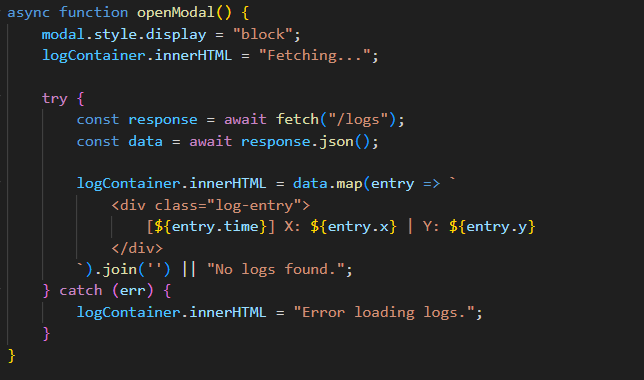 async function openModal() {
    modal.style.display = "block";
    logContainer.innerHTML = "Fetching...";

    try {
        const response = await fetch("/logs");
        const data = await response.json();

        logContainer.innerHTML = data.map(entry => `
            <div class="log-entry">
                [${entry.time}] X: ${entry.x} | Y: ${entry.y}
            </div>
        `).join('') || "No logs found.";
    } catch (err) {
        logContainer.innerHTML = "Error loading logs.";
    }
}